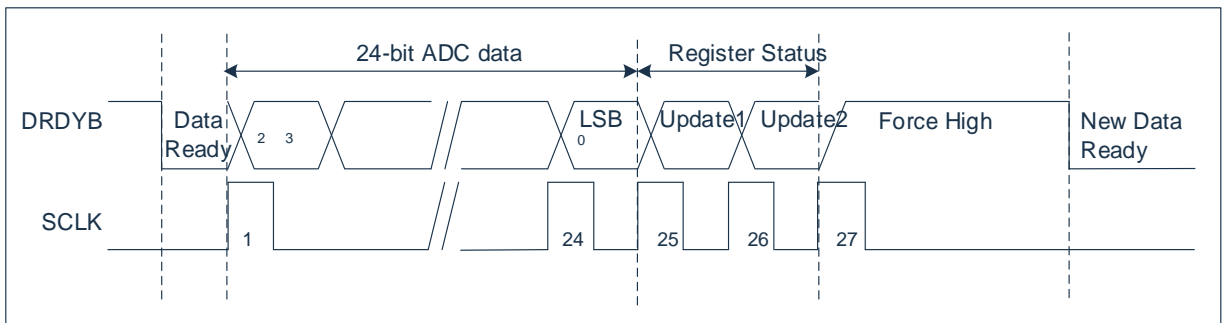 24-bit ADC data
Register Status
DRDYB
Data
Ready
2 3
LSB
0
Update1
Update2
Force High
New Data
Ready
SCLK
1
24
25
26
27